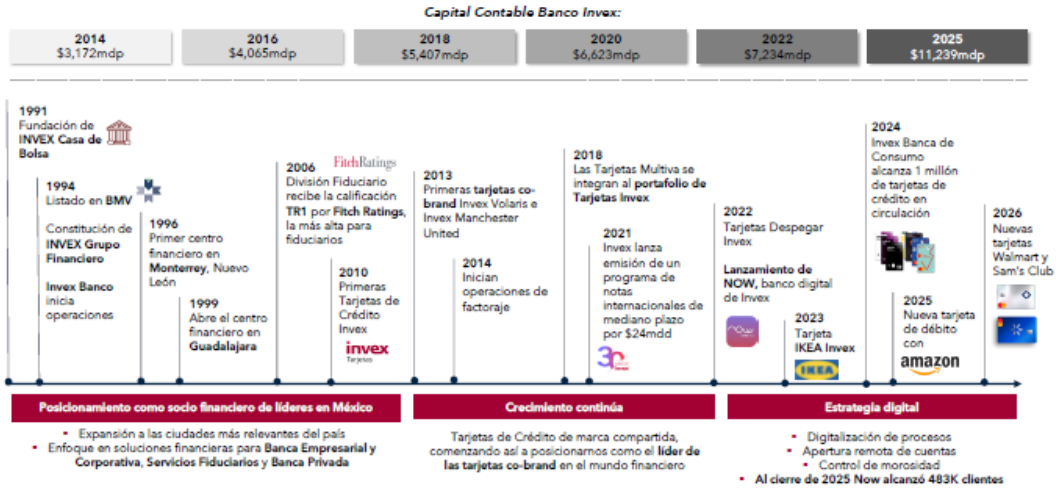 Capital Contable Banco Invex:
2014
$3,172mdp
2016
$4,065mdp
2018
$5,407mdp
2020
$6,623mdp
2022
$7,234mdp
2025
$11,239mdp
1991
Fundación de
INVEX Casa de
Bolsa
1994
Listado en BMV
Constitución de
INVEX Grupo
Financiero
Invex Banco
inicia
operaciones
1996
Primer centro
financiero en
Monterrey, Nuevo
León
1999
Abre el centro
financiero en
Guadalajara
FitchRatings
2006
División Fiduciario
recibe la calificación
TR1 por Fitch Ratings,
la más alta para
fiduciarios
2010
Primeras
Tarjetas de
Crédito
Invex
invex
Tarjetas
2013
Primeras tarjetas co-
brand Invex Volaris e
Invex Manchester
United
2014
Inician
operaciones de
factoraje
2018
Las Tarjetas Multiva se
integran al portafolio de
Tarjetas Invex
2021
Invex lanza
emisión de un
programa de
notas
internacionales de
mediano plazo
por $24mdd
30
2022
Tarjetas Despegar
Invex
Lanzamiento de
NOW, banco digital
de Invex
now
2023
Tarjeta
IKEA Invex
IKEA
2024
Invex Banca de
Consumo
alcanza 1 millón
de tarjetas de
crédito en
circulación
2025
Nueva tarjeta
de débito
con
amazon
2026
Nuevas
tarjetas
Walmart y
Sam's Club
Posicionamiento como socio financiero de líderes en México
▪ Expansión a las ciudades más relevantes del país
▪ Enfoque en soluciones financieras para Banca Empresarial y
Corporativa, Servicios Fiduciarios y Banca Privada
Crecimiento continúa
Tarjetas de Crédito de marca compartida,
comenzando así a posicionarnos como el líder de
las tarjetas co-brand en el mundo financiero
Estrategia digital
▪ Digitalización de procesos
▪ Apertura remota de cuentas
▪ Control de morosidad
▪ Al cierre de 2025 Now alcanzó 483K clientes